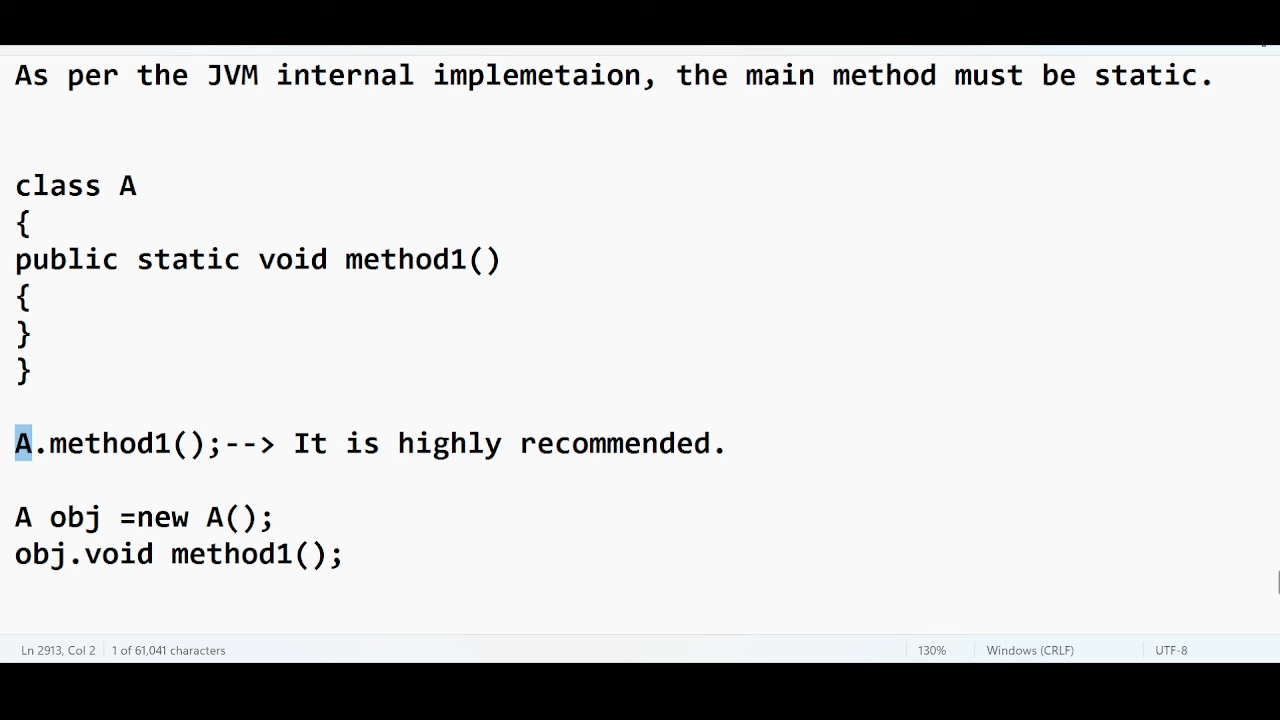 As per the JVM internal implemetaion, the main method must be static.
class A
{
public static void method1()
{
}
}
A.method1();--> It is highly recommended.
A obj =new A();
obj.void method1();
Ln 2913, Col 2 1 of 61,041 characters 130% Windows (CRLF) UTF-8